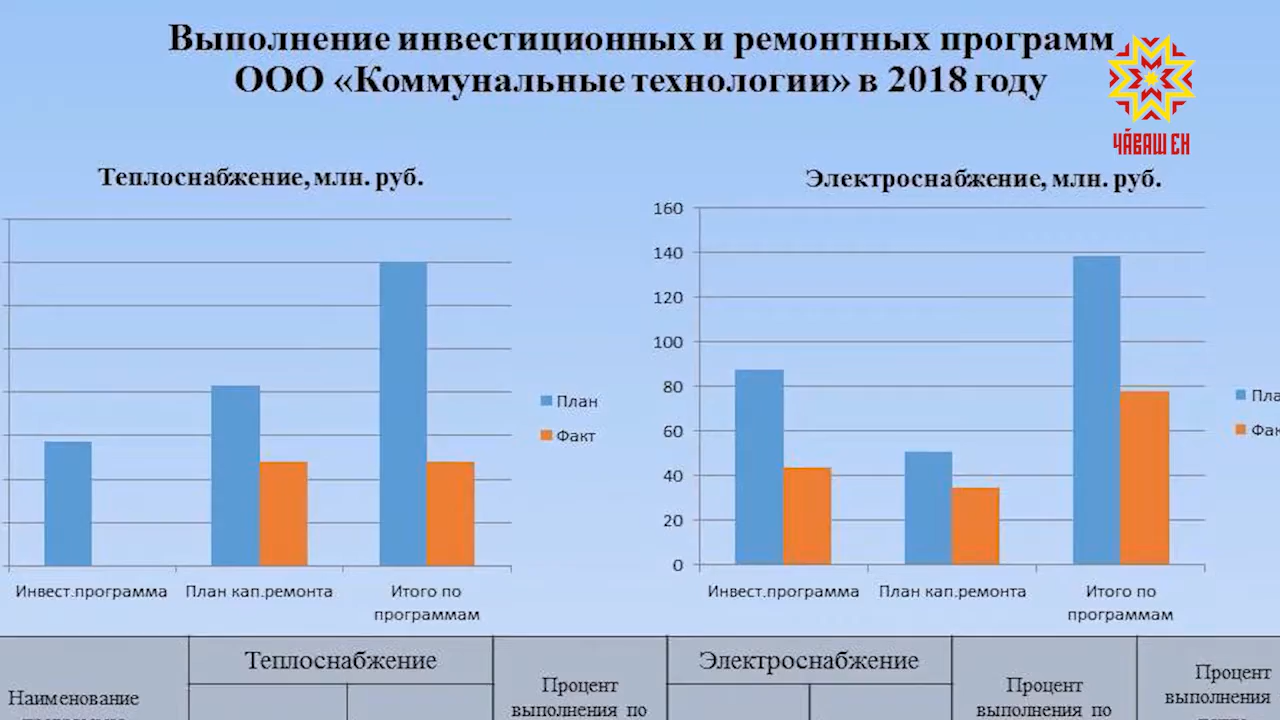 Выполнение инвестиционных и ремонтных программ
ООО «Коммунальные технологии» в 2018 году
ЧӐВАШ ЕН
Теплоснабжение, млн. руб.
План
Факт
Инвест.программа
План кап.ремонта
Итого по
программам
Электроснабжение, млн. руб.
160
140
120
100
80
60
40
20
0
Инвест.программа
План кап.ремонта
Итого по
программам
Наименование
Теплоснабжение
Процент
выполнения по
Электроснабжение
Процент
выполнения по
Процент
выполнения